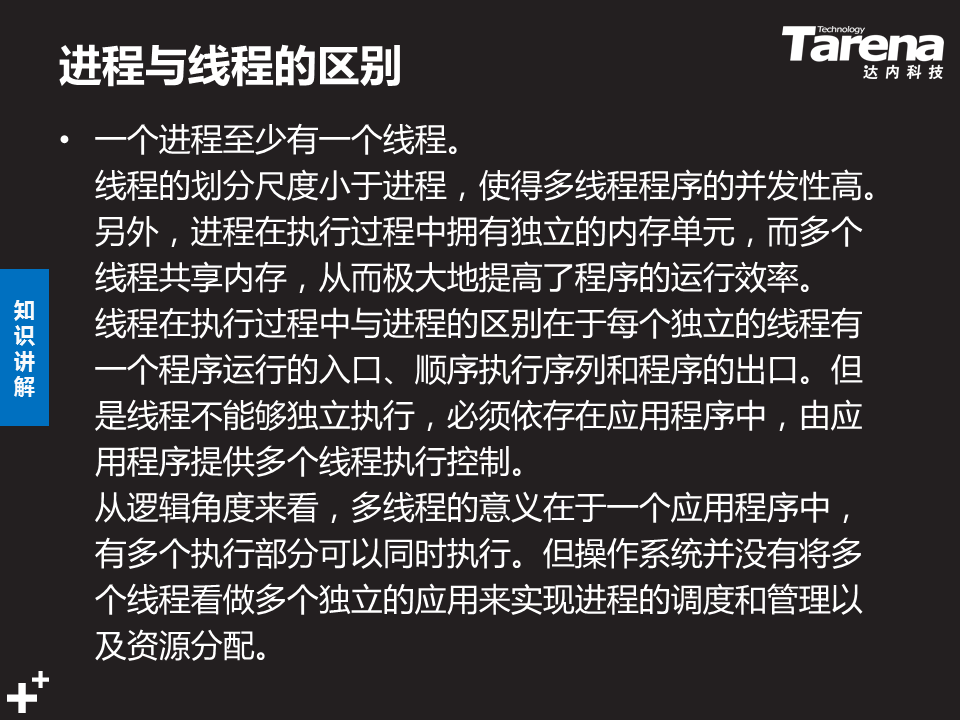 进程与线程的区别
Technology
Tarena
达内科技
• 一个进程至少有一个线程。
线程的划分尺度小于进程，使得多线程程序的并发性高。
另外，进程在执行过程中拥有独立的内存单元，而多个
线程共享内存，从而极大地提高了程序的运行效率。
线程在执行过程中与进程的区别在于每个独立的线程有
一个程序运行的入口、顺序执行序列和程序的出口。但
是线程不能够独立执行，必须依存在应用程序中，由应
用程序提供多个线程执行控制。
从逻辑角度来看，多线程的意义在于一个应用程序中，
有多个执行部分可以同时执行。但操作系统并没有将多
个线程看做多个独立的应用来实现进程的调度和管理以
及资源分配。
知
识
讲
解